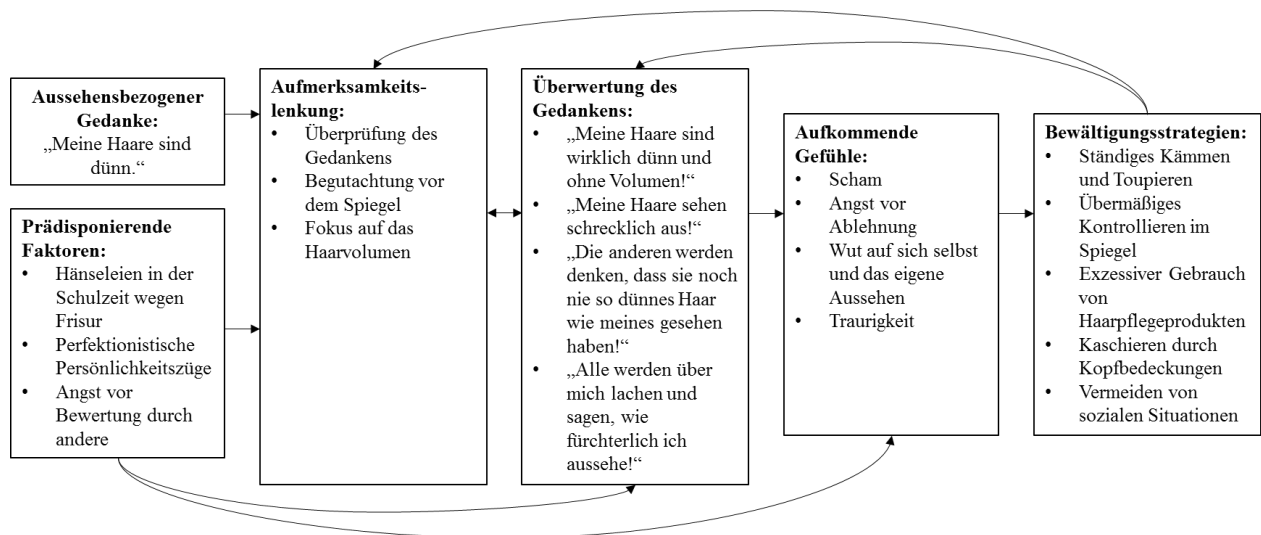 Aussehensbezogener
Gedanke:
„Meine Haare sind
dünn.“
Prädisponierende
Faktoren:
• Hänseleien in der
Schulzeit wegen
Frisur
• Perfektionistische
Persönlichkeitszüge
• Angst vor
Bewertung durch
andere
Aufmerksamkeits-
lenkung:
• Überprüfung des
Gedankens
• Begutachtung vor
dem Spiegel
• Fokus auf das
Haarvolumen
Überwertung des
Gedankens:
• „Meine Haare sind
wirklich dünn und
ohne Volumen!“
• „Meine Haare sehen
schrecklich aus!“
• „Die anderen werden
denken, dass sie noch
nie so dünnes Haar
wie meines gesehen
haben!“
• „Alle werden über
mich lachen und
sagen, wie
fürchterlich ich
aussehe!“
Aufkommende
Gefühle:
• Scham
• Angst vor
Ablehnung
• Wut auf sich selbst
und das eigene
Aussehen
• Traurigkeit
Bewältigungsstrategien:
• Ständiges Kämmen
und Toupieren
• Übermäßiges
Kontrollieren im
Spiegel
• Exzessiver Gebrauch
von
Haarpflegeprodukten
• Kaschieren durch
Kopfbedeckungen
• Vermeiden von
sozialen Situationen